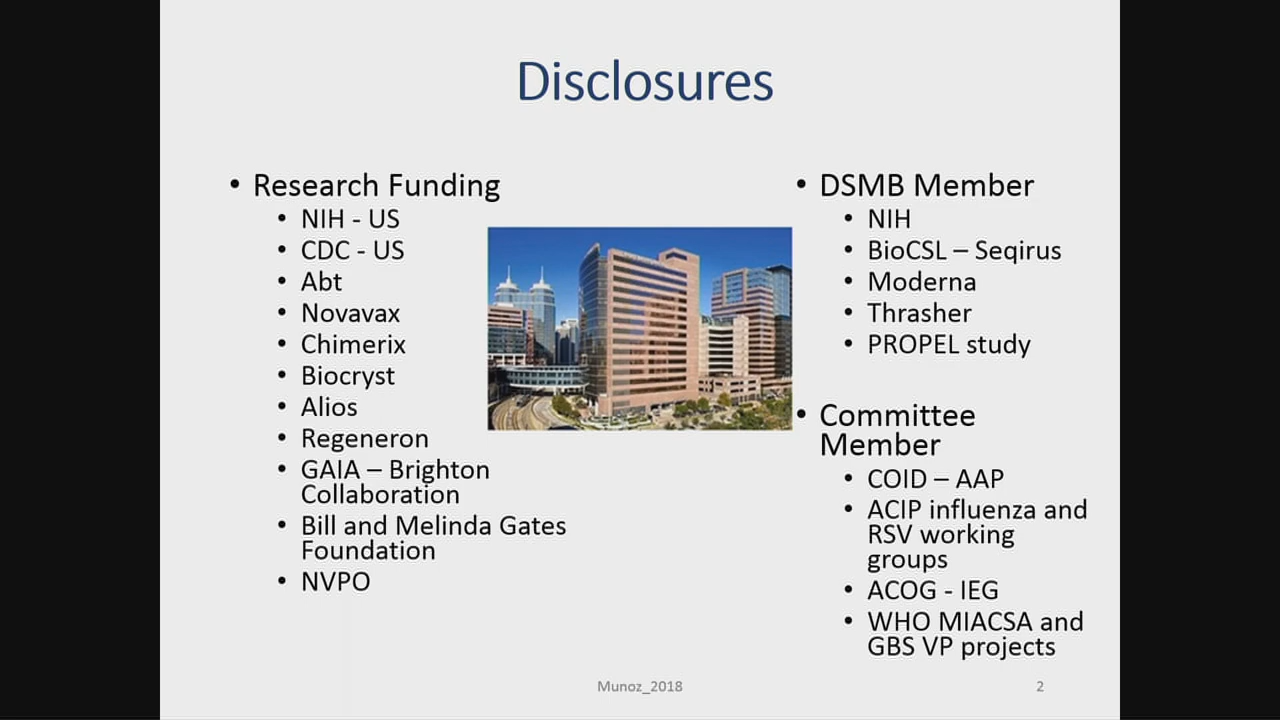 Disclosures
• Research Funding
• NIH - US
• CDC - US
• Abt
• Novavax
• Chimerix
• Biocryst
• Alios
• Regeneron
• GAIA – Brighton
Collaboration
• Bill and Melinda Gates
Foundation
• NVPO
• DSMB Member
• NIH
• BioCSL – Seqirus
• Moderna
• Thrasher
• PROPEL study
• Committee
Member
• COID – AAP
• ACIP influenza and
RSV working
groups
• ACOG - IEG
• WHO MIACSA and
GBS VP projects
Munoz_2018
2